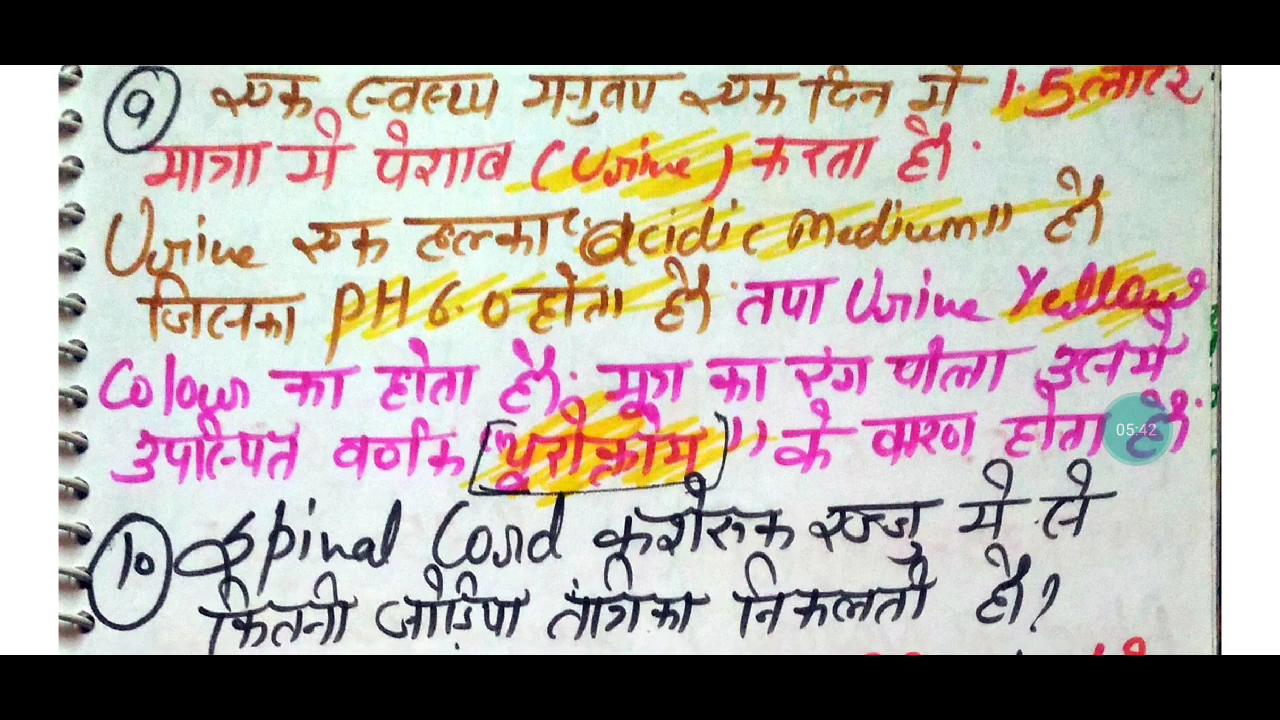 9 एक स्वस्थ मनुष्य एक दिन में 1.5 लीटर
मात्रा में पेशाब (Urine) करता है।
Urine एक हल्का "acidic medium" है
जिसका PH 6.0 होता है। तथा Urine Yellow
Colour का होता है। मूत्र का रंग पीला उसमें
उपस्थित वर्णक "यूरोक्रोम" के कारण होता है।
05:42
10 Spinal Cord कशेरूक रज्जु में से
कितनी जोड़िया तंत्रिका निकलती है?